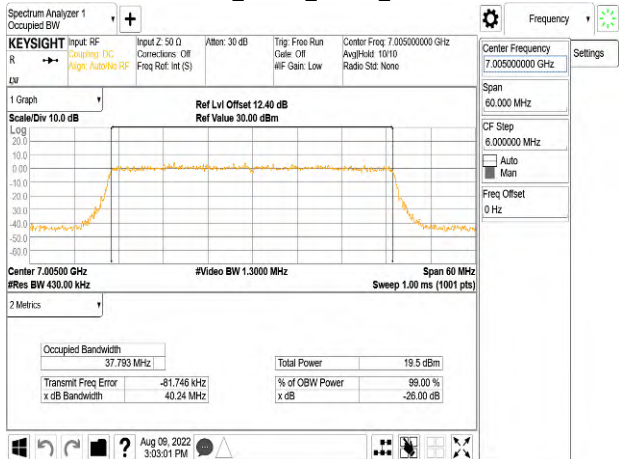 Spectrum Analyzer 1
Occupied BW
Frequency
KEYSIGHT
Input: RF
Coupling: DC
Align: Auto/No RF
Input Z: 50 Ω
Corrections: Off
Freq Ref: Int (S)
Atten: 30 dB
Trig: Free Run
Gate: Off
#IF Gain: Low
Center Freq: 7.005000000 GHz
Avg|Hold: 10/10
Radio Std: None
R
LXI
Center Frequency
7.005000000 GHz
Settings
Span
60.000 MHz
CF Step
6.000000 MHz
Auto
Man
Freq Offset
0 Hz
1 Graph
Scale/Div 10.0 dB
Ref Lvl Offset 12.40 dB
Ref Value 30.00 dBm
Log
20.0
10.0
0.00
-10.0
-20.0
-30.0
-40.0
-50.0
-60.0
Center 7.00500 GHz
#Video BW 1.3000 MHz
Span 60 MHz
#Res BW 430.00 kHz
Sweep 1.00 ms (1001 pts)
2 Metrics
Occupied Bandwidth
37.793 MHz
Total Power
19.5 dBm
Transmit Freq Error
-81.746 kHz
% of OBW Power
99.00 %
x dB Bandwidth
40.24 MHz
x dB
-26.00 dB
?
Aug 09, 2022
3:03:01 PM